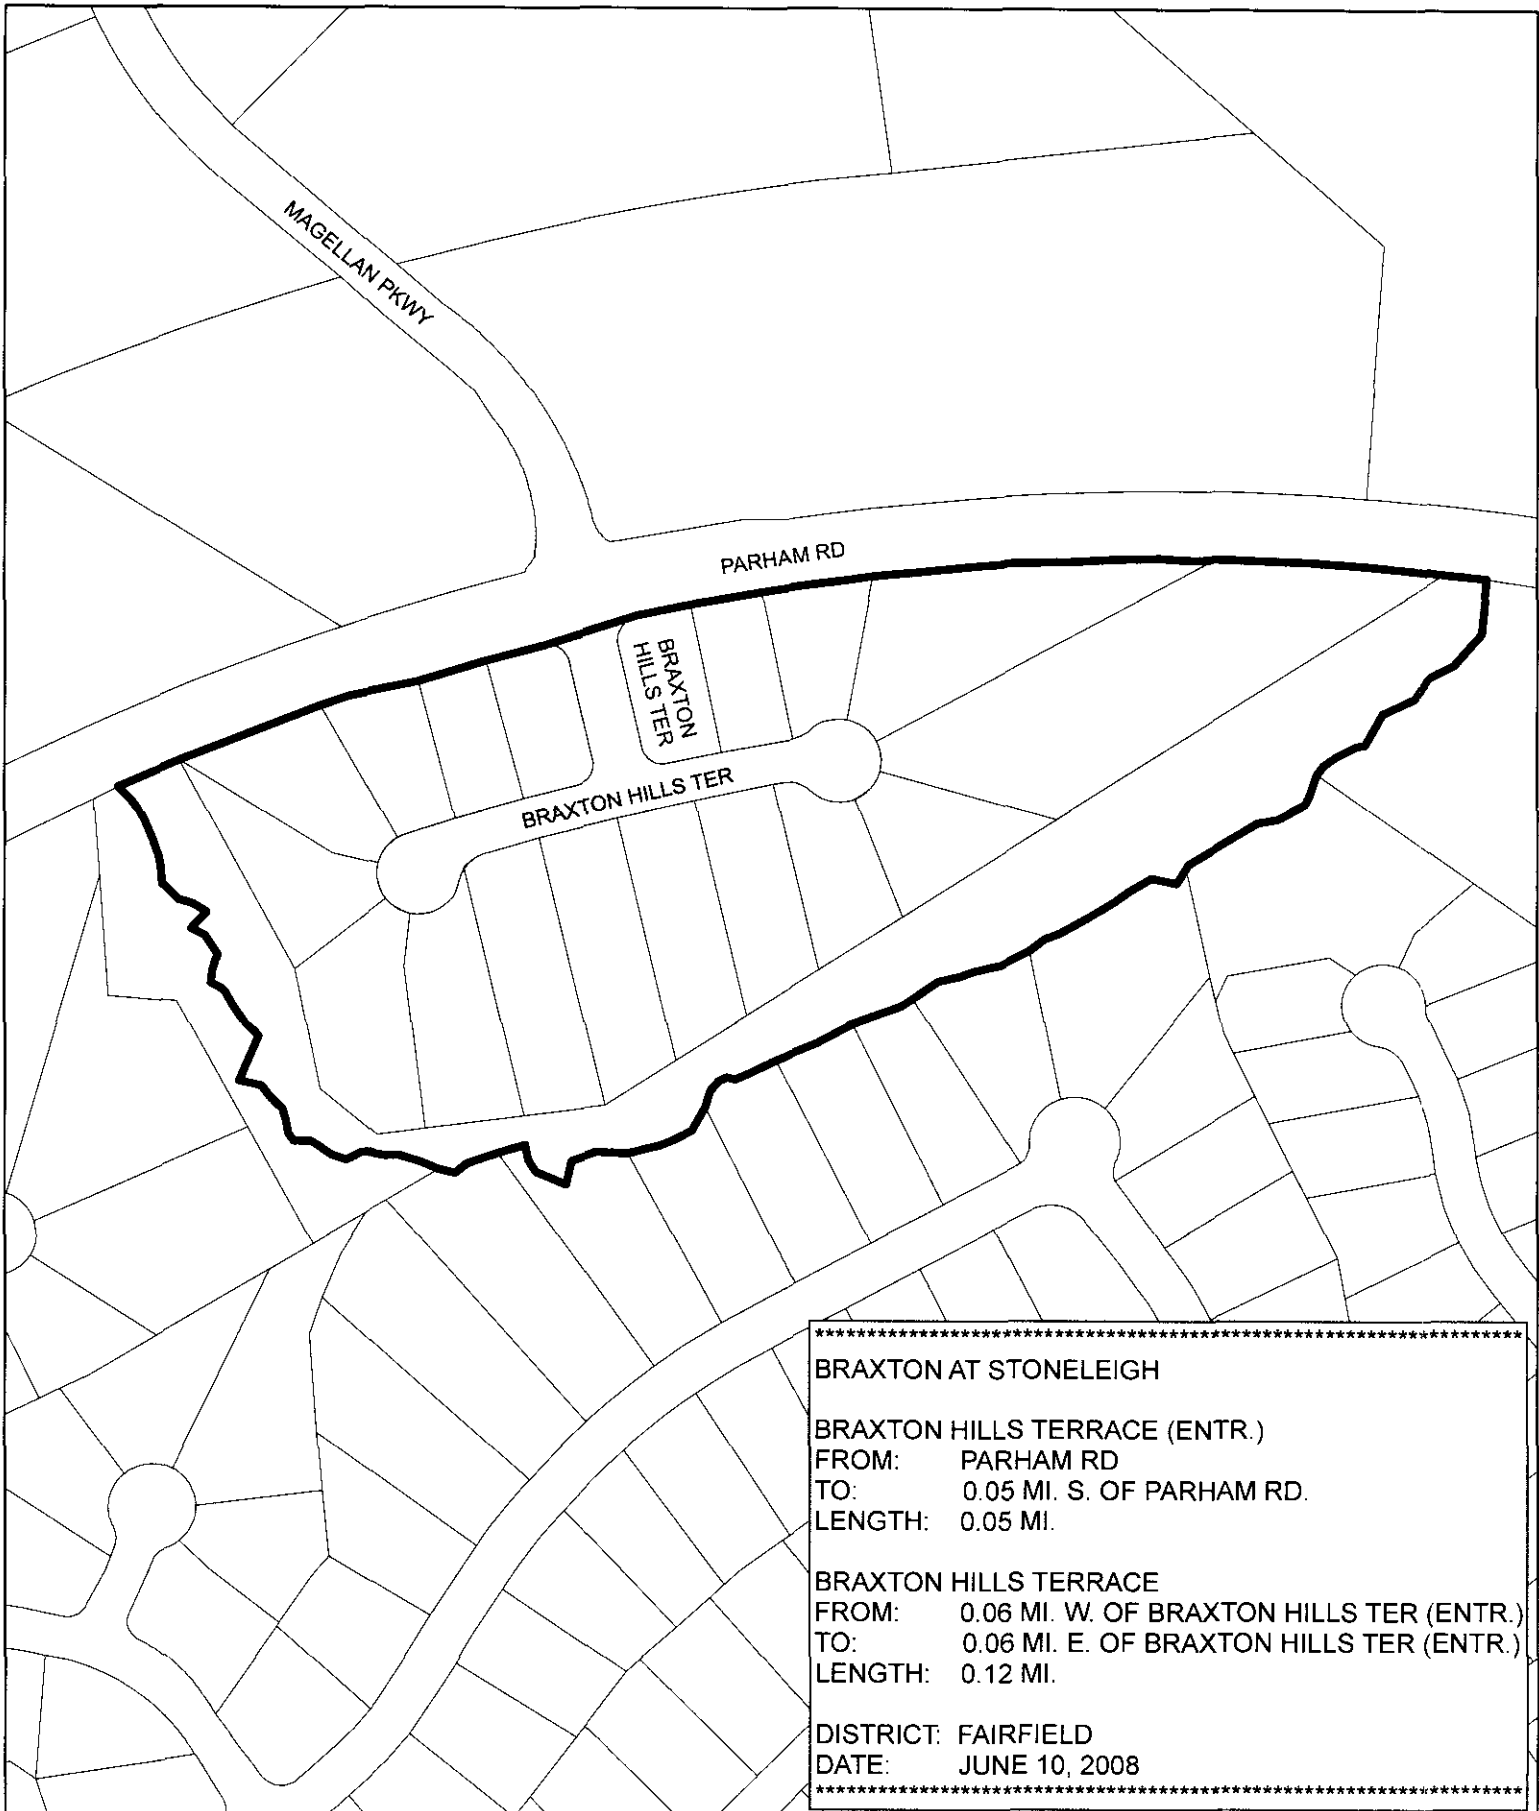 MAGELLAN PKWY
PARHAM RD
BRAXTON
HILLS TER
BRAXTON HILLS TER
**********************************************************************
BRAXTON AT STONELEIGH
BRAXTON HILLS TERRACE (ENTR.)
FROM: PARHAM RD
TO: 0.05 MI. S. OF PARHAM RD.
LENGTH: 0.05 MI.
BRAXTON HILLS TERRACE
FROM: 0.06 MI. W. OF BRAXTON HILLS TER (ENTR.)
TO: 0.06 MI. E. OF BRAXTON HILLS TER (ENTR.)
LENGTH: 0.12 MI.
DISTRICT: FAIRFIELD
DATE: JUNE 10, 2008
**********************************************************************